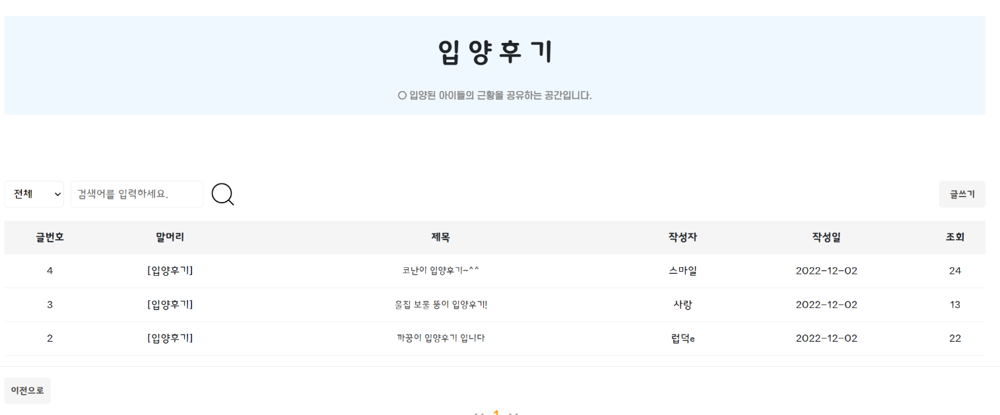 입양후기
○ 입양된 아이들의 근황을 공유하는 공간입니다.
전체 검색어를 입력하세요. 글쓰기
글번호 말머리 제목 작성자 작성일 조회
4 [입양후기] 코난이 입양후기~^^ 스마일 2022-12-02 24
3 [입양후기] 울집 보물 뚱이 입양후기! 사랑 2022-12-02 13
2 [입양후기] 까꿍이 입양후기 입니다 럽덕e 2022-12-02 22
이전으로
<< 1 >>